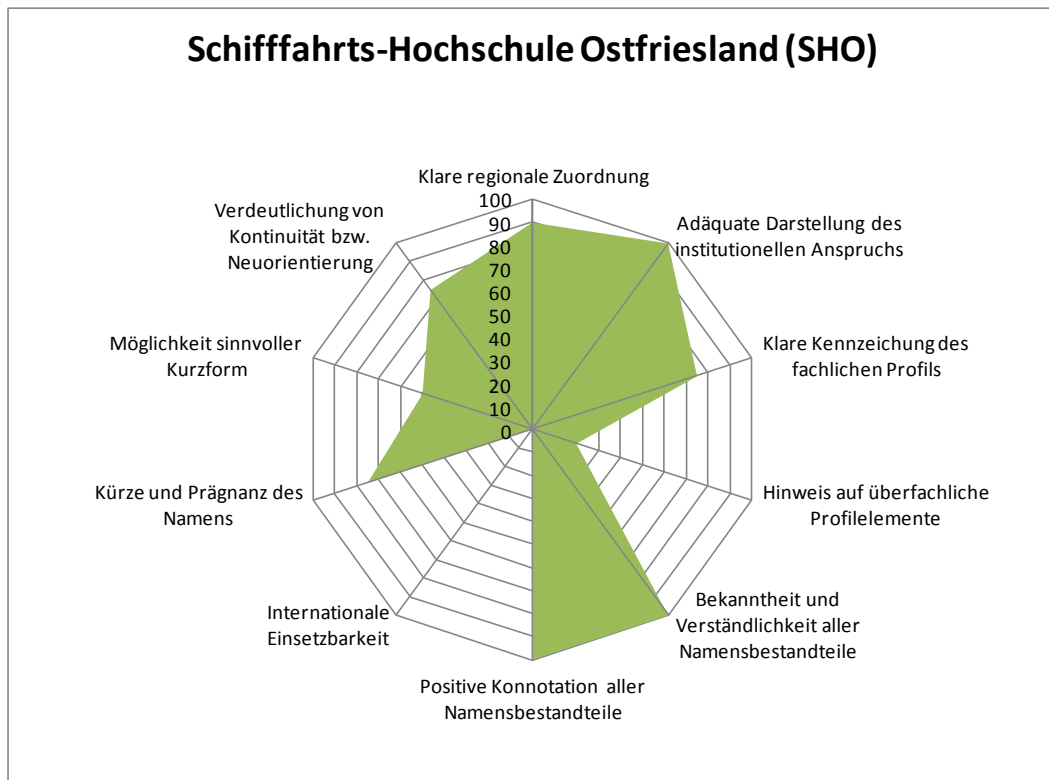 Schifffahrts-Hochschule Ostfriesland (SHO)
Klare regionale Zuordnung
Adäquate Darstellung des
institutionellen Anspruchs
Klare Kennzeichung des
fachlichen Profils
Hinweis auf überfachliche
Profilelemente
Bekanntheit und
Verständlichkeit aller
Namensbestandteile
Positive Konnotation aller
Namensbestandteile
Internationale
Einsetzbarkeit
Kürze und Prägnanz des
Namens
Möglichkeit sinnvoller
Kurzform
Verdeutlichung von
Kontinuität bzw.
Neuorientierung
100
90
80
70
60
50
40
30
20
10
0